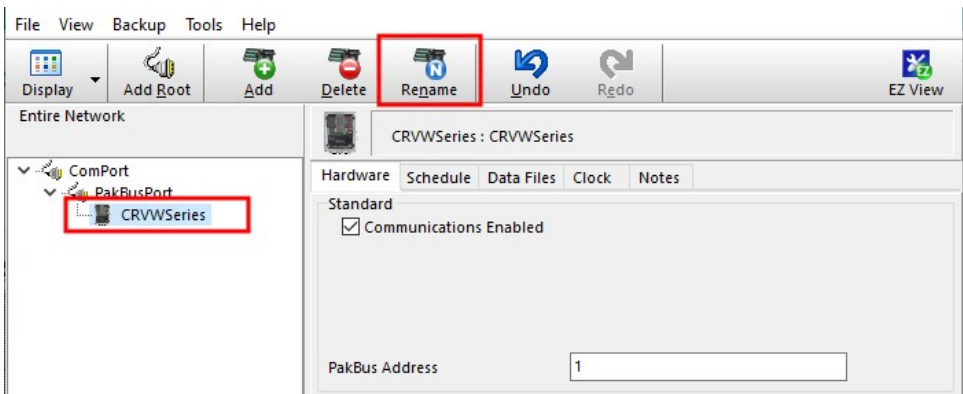 File View Backup Tools Help
Display Add Root Add Delete Rename Undo Redo EZ View
Entire Network
CRVWSeries : CRVWSeries
ComPort
PakBusPort
CRVWSeries
Hardware Schedule Data Files Clock Notes
Standard
Communications Enabled
PakBus Address 1